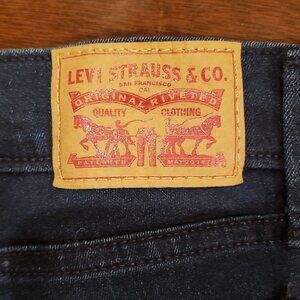 LEVI STRAUSS & CO.
SAN FRANCISCO
CAL
ORIGINAL RIVETED
QUALITY CLOTHING
PATENTED MAY 20 1873